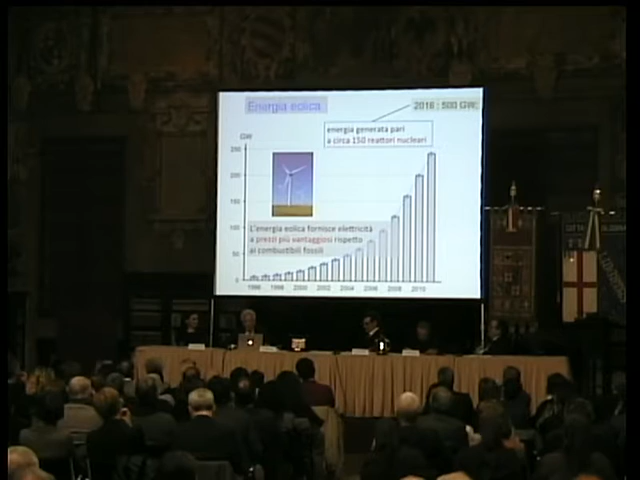 Energia eolica
2016 : 500 GW
energia generata pari
a circa 150 reattori nucleari
GW
250
200
150
100
50
0
L'energia eolica fornisce elettricità
a prezzi più vantaggiosi rispetto
ai combustibili fossili
1996 1998 2000 2002 2004 2006 2008 2010